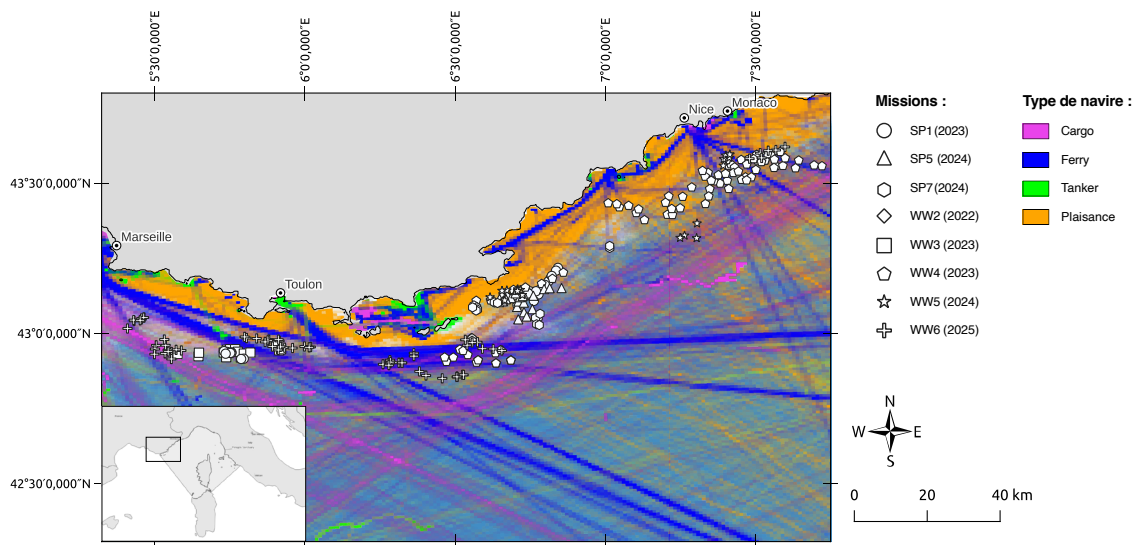 5°30′0,000″E
6°0′0,000″E
6°30′0,000″E
7°0′0,000″E
7°30′0,000″E
43°30′0,000″N
43°0′0,000″N
42°30′0,000″N
Nice
Monaco
Marseille
Toulon
Missions :
SP1 (2023)
SP5 (2024)
SP7 (2024)
WW2 (2022)
WW3 (2023)
WW4 (2023)
WW5 (2024)
WW6 (2025)
Type de navire :
Cargo
Ferry
Tanker
Plaisance
N
W
E
S
0
20
40 km